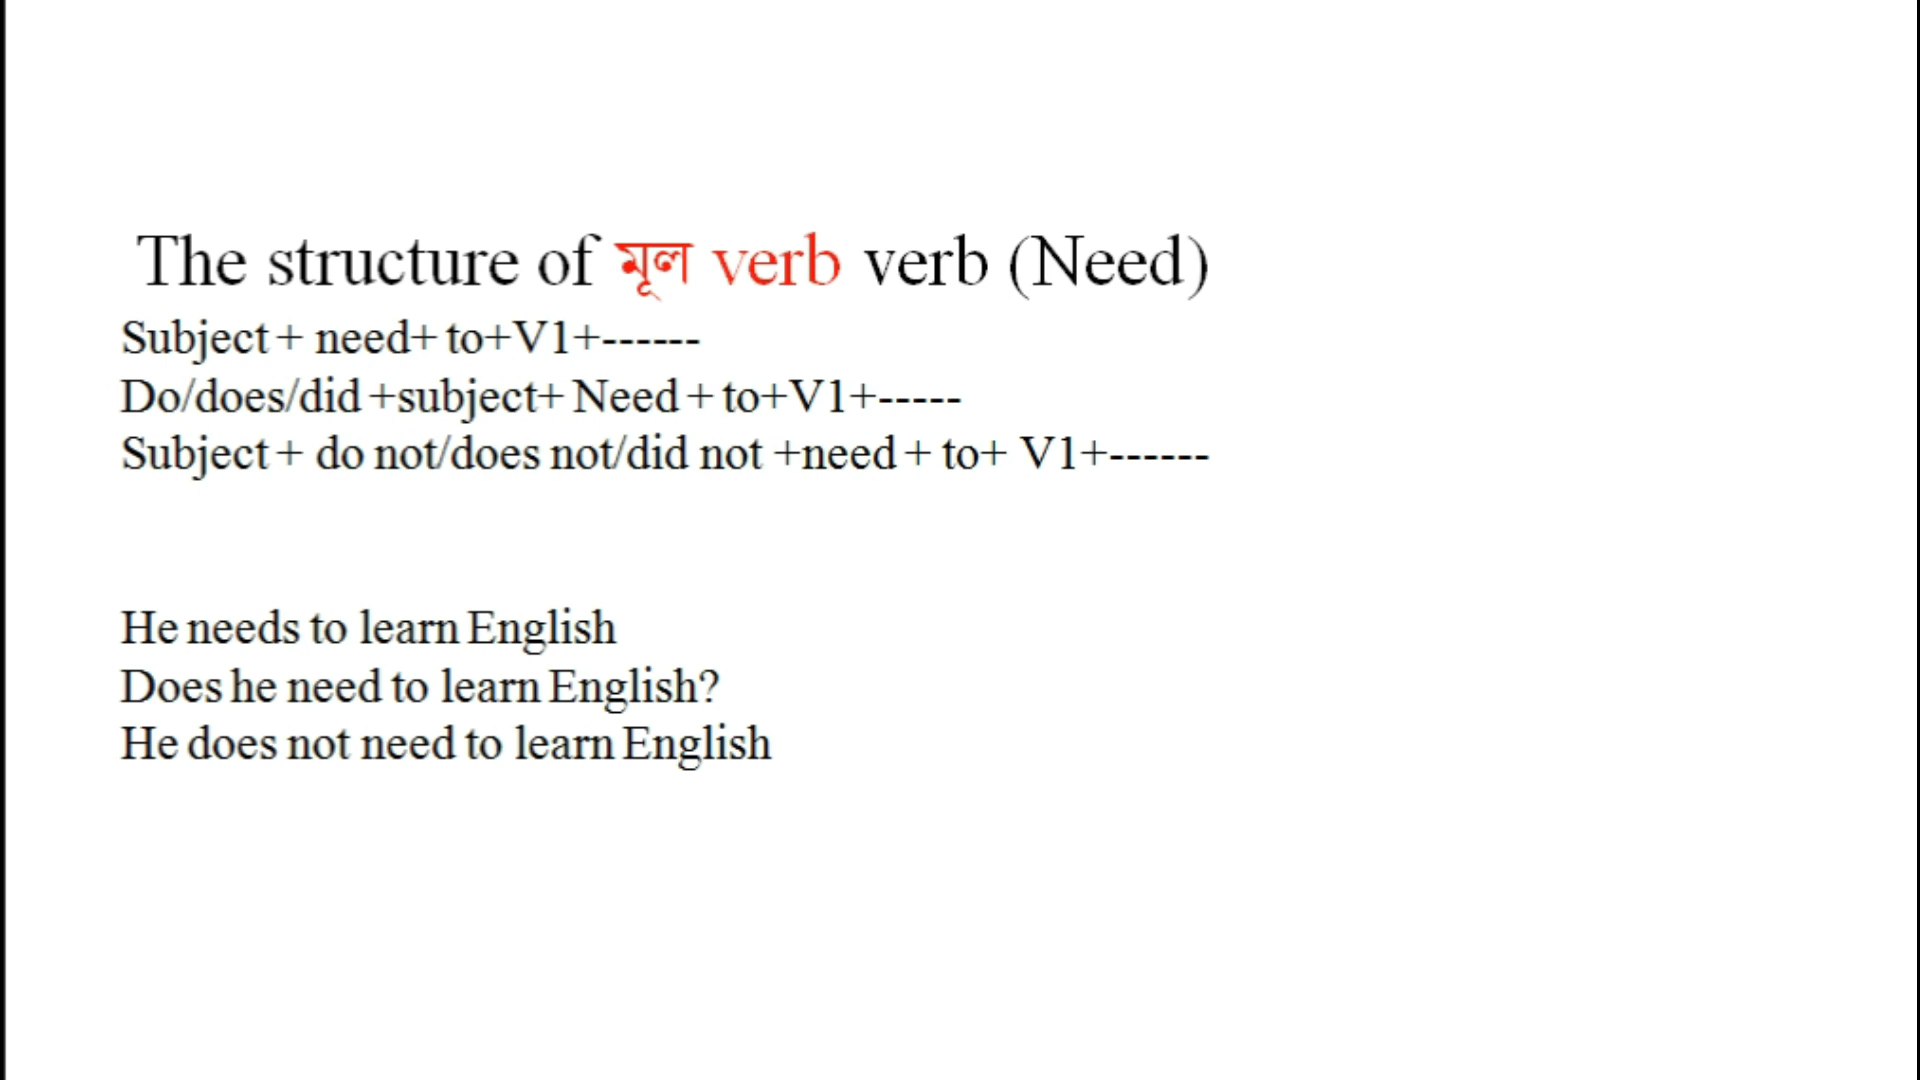 The structure of মূল verb verb (Need)
Subject + need+ to+V1+------
Do/does/did +subject+ Need + to+V1+-----
Subject + do not/does not/did not +need + to+ V1+------
He needs to learn English
Does he need to learn English?
He does not need to learn English